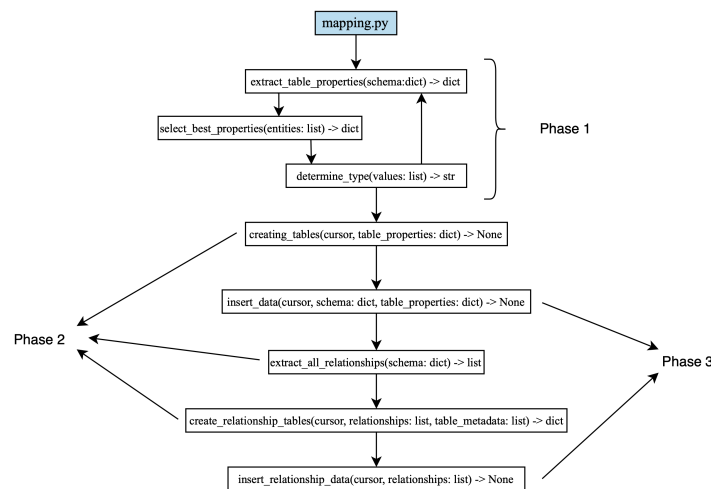 mapping.py
extract_table_properties(schema:dict) -> dict
select_best_properties(entities: list) -> dict
Phase 1
determine_type(values: list) -> str
creating_tables(cursor, table_properties: dict) -> None
insert_data(cursor, schema: dict, table_properties: dict) -> None
Phase 2
extract_all_relationships(schema: dict) -> list
Phase 3
create_relationship_tables(cursor, relationships: list, table_metadata: list) -> dict
insert_relationship_data(cursor, relationships: list) -> None